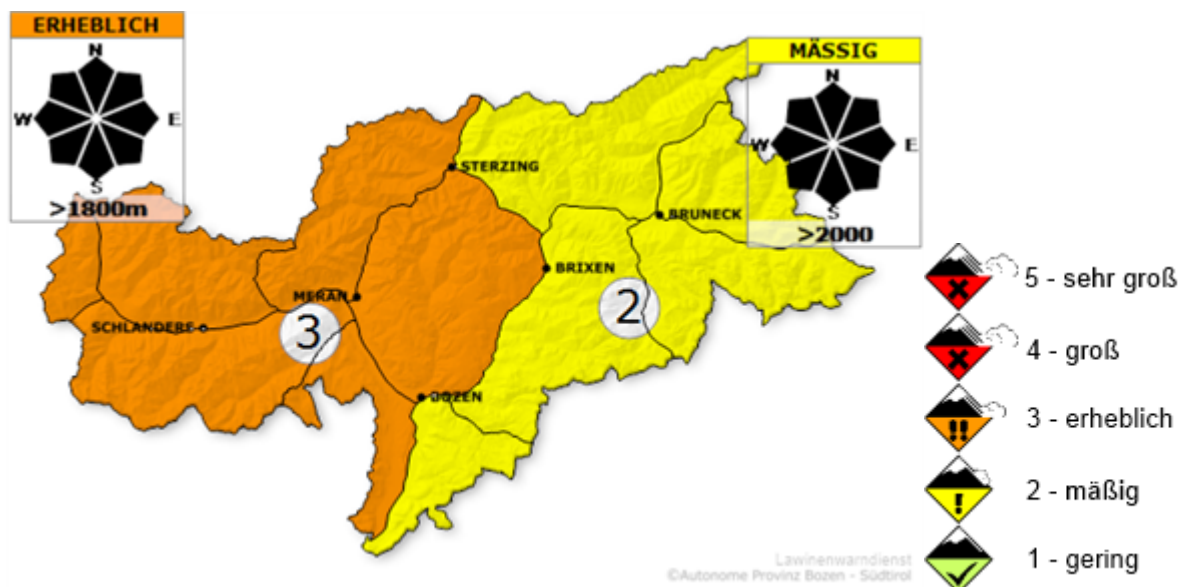 ERHEBLICH
N
W E
S
>1800m
MÄSSIG
N
W E
S
>2000
STERZING
BRUNECK
BRIXEN
MERAN
SCHLANDERS
BOZEN
3
2
5 - sehr groß
4 - groß
3 - erheblich
2 - mäßig
1 - gering
Lawinenwarndienst
©Autonome Provinz Bozen - Südtirol